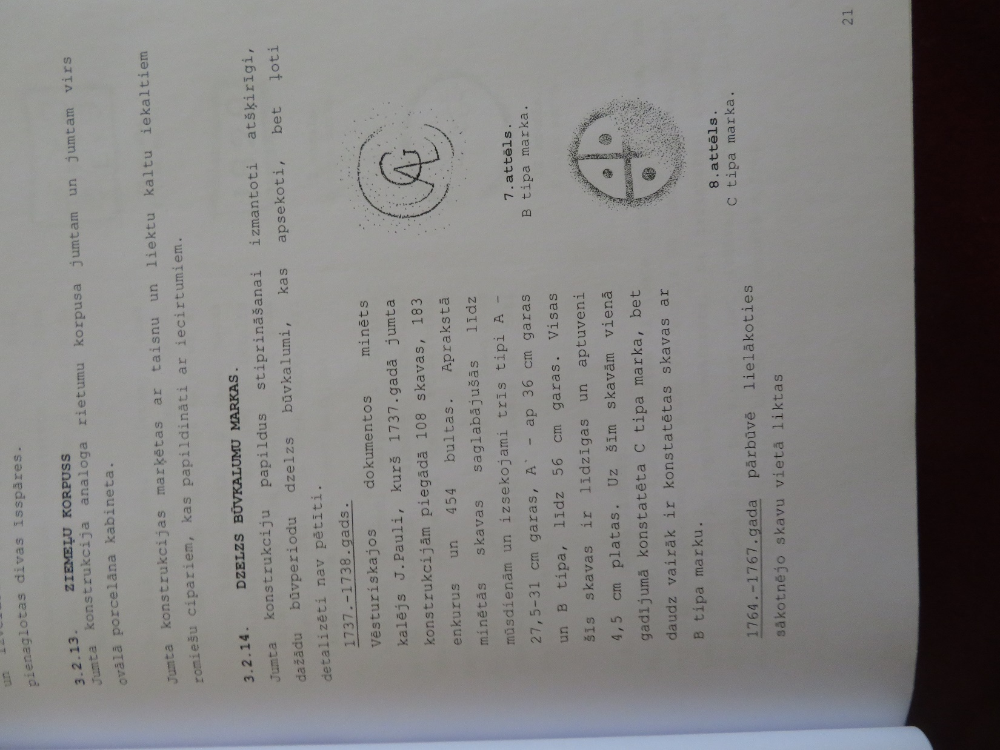 un
pienaglotas divas īsspāres.
3.2.13. ZIEMEĻU KORPUSS
Jumta konstrukcija analoga rietumu korpusa jumtam un jumtam virs
ovālā porcelāna kabineta.
Jumta konstrukcijas marķētas ar taisnu un liektu kaltu iekaltiem
romiešu cipariem, kas papildināti ar iecirtumiem.
3.2.14. DZELZS BŪVKALUMU MARKAS.
Jumta konstrukciju papildus stiprināšanai izmantoti atšķirīgi,
dažādu būvperiodu dzelzs būvkalumi, kas apsekoti, bet ļoti
detalizēti nav pētīti.
1737.-1738.gads.
Vēsturiskajos dokumentos minēts
kalējs J.Pauli, kurš 1737.gadā jumta
konstrukcijām piegādā 108 skavas, 183
enkurus un 454 bultas. Aprakstā
minētās skavas saglabājušās līdz
mūsdienām un izsekojami trīs tipi A -
27,5-31 cm garas, A` - ap 36 cm garas
un B tipa, līdz 56 cm garas. Visas
šīs skavas ir līdzīgas un aptuveni
4,5 cm platas. Uz šīm skavām vienā
gadījumā konstatēta C tipa marka, bet
daudz vairāk ir konstatētas skavas ar
B tipa marku.
7.attēls.
B tipa marka.
8.attēls.
C tipa marka.
1764.-1767.gada pārbūvē lielākoties
sākotnējo skavu vietā liktas
21